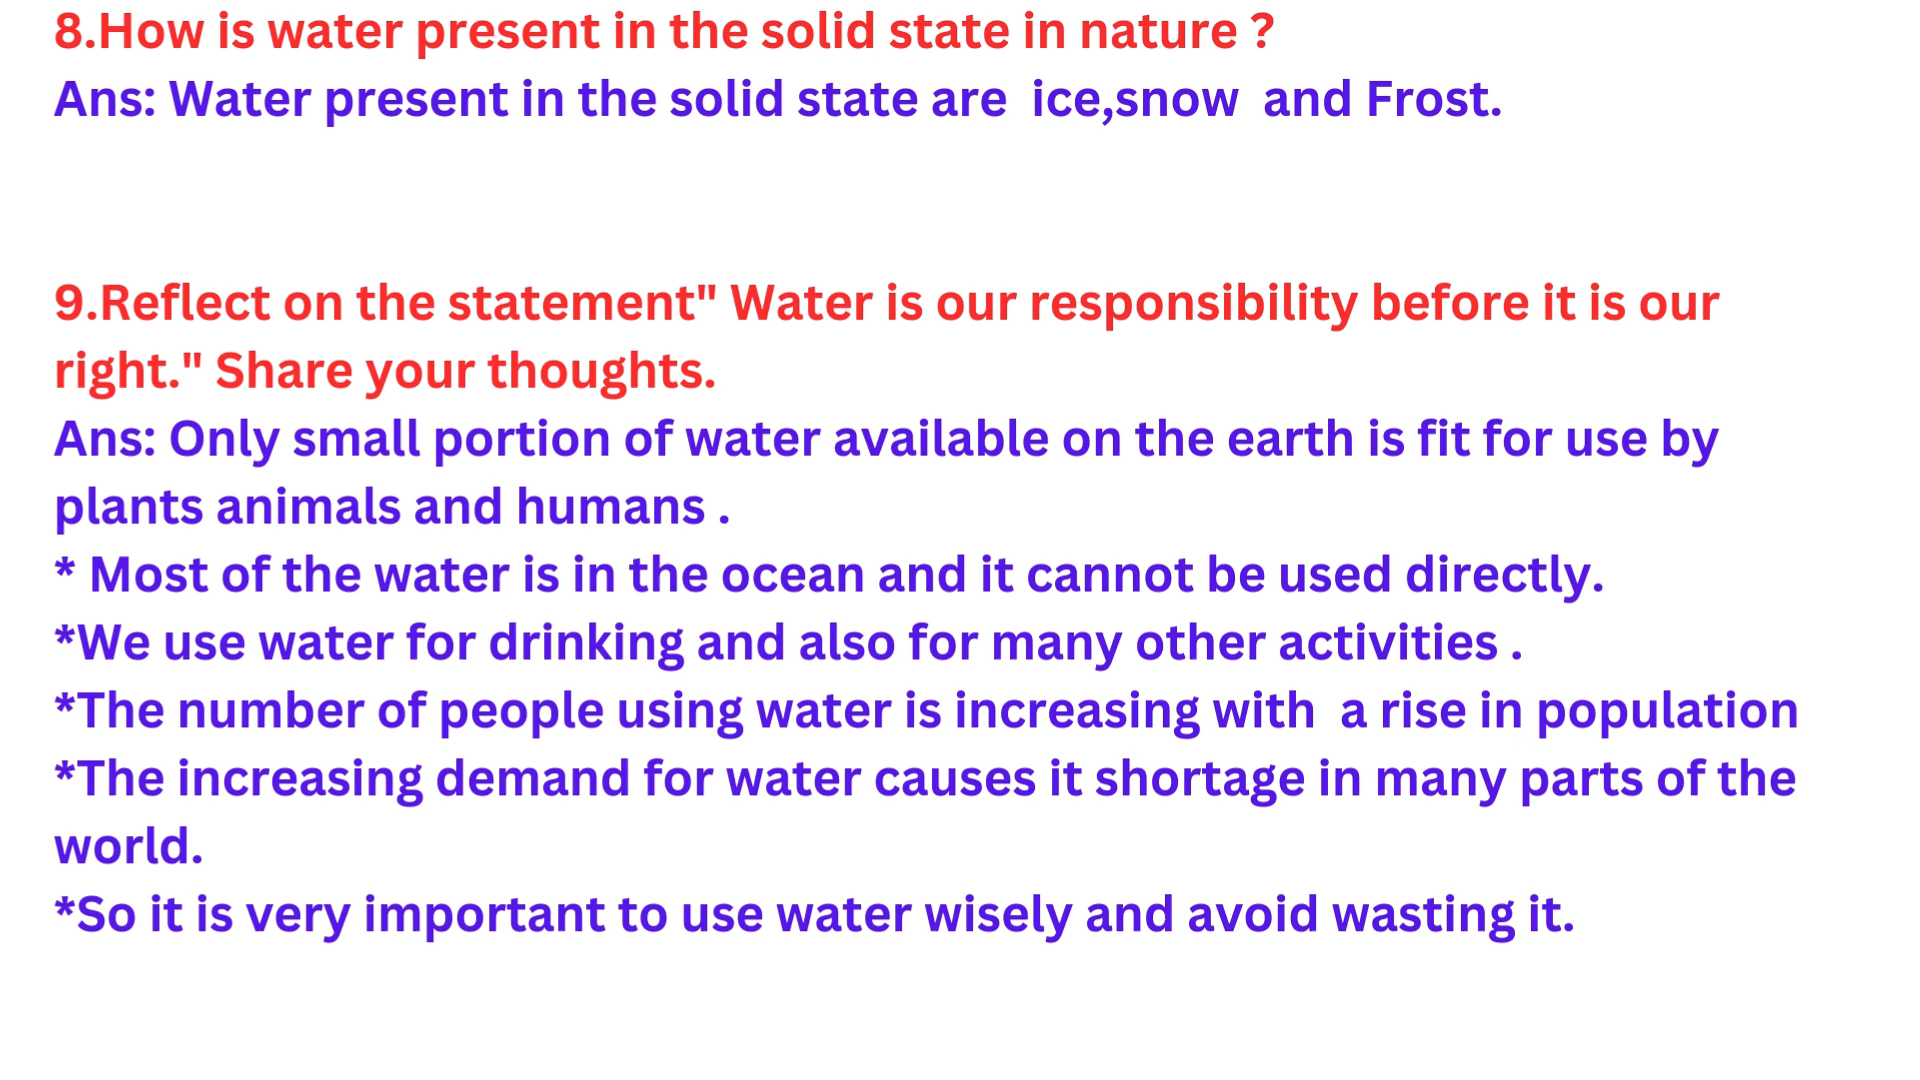 8.How is water present in the solid state in nature ?
Ans: Water present in the solid state are  ice,snow  and Frost.
9.Reflect on the statement" Water is our responsibility before it is our
right." Share your thoughts.
Ans: Only small portion of water available on the earth is fit for use by
plants animals and humans .
* Most of the water is in the ocean and it cannot be used directly.
*We use water for drinking and also for many other activities .
*The number of people using water is increasing with  a rise in population
*The increasing demand for water causes it shortage in many parts of the
world.
*So it is very important to use water wisely and avoid wasting it.